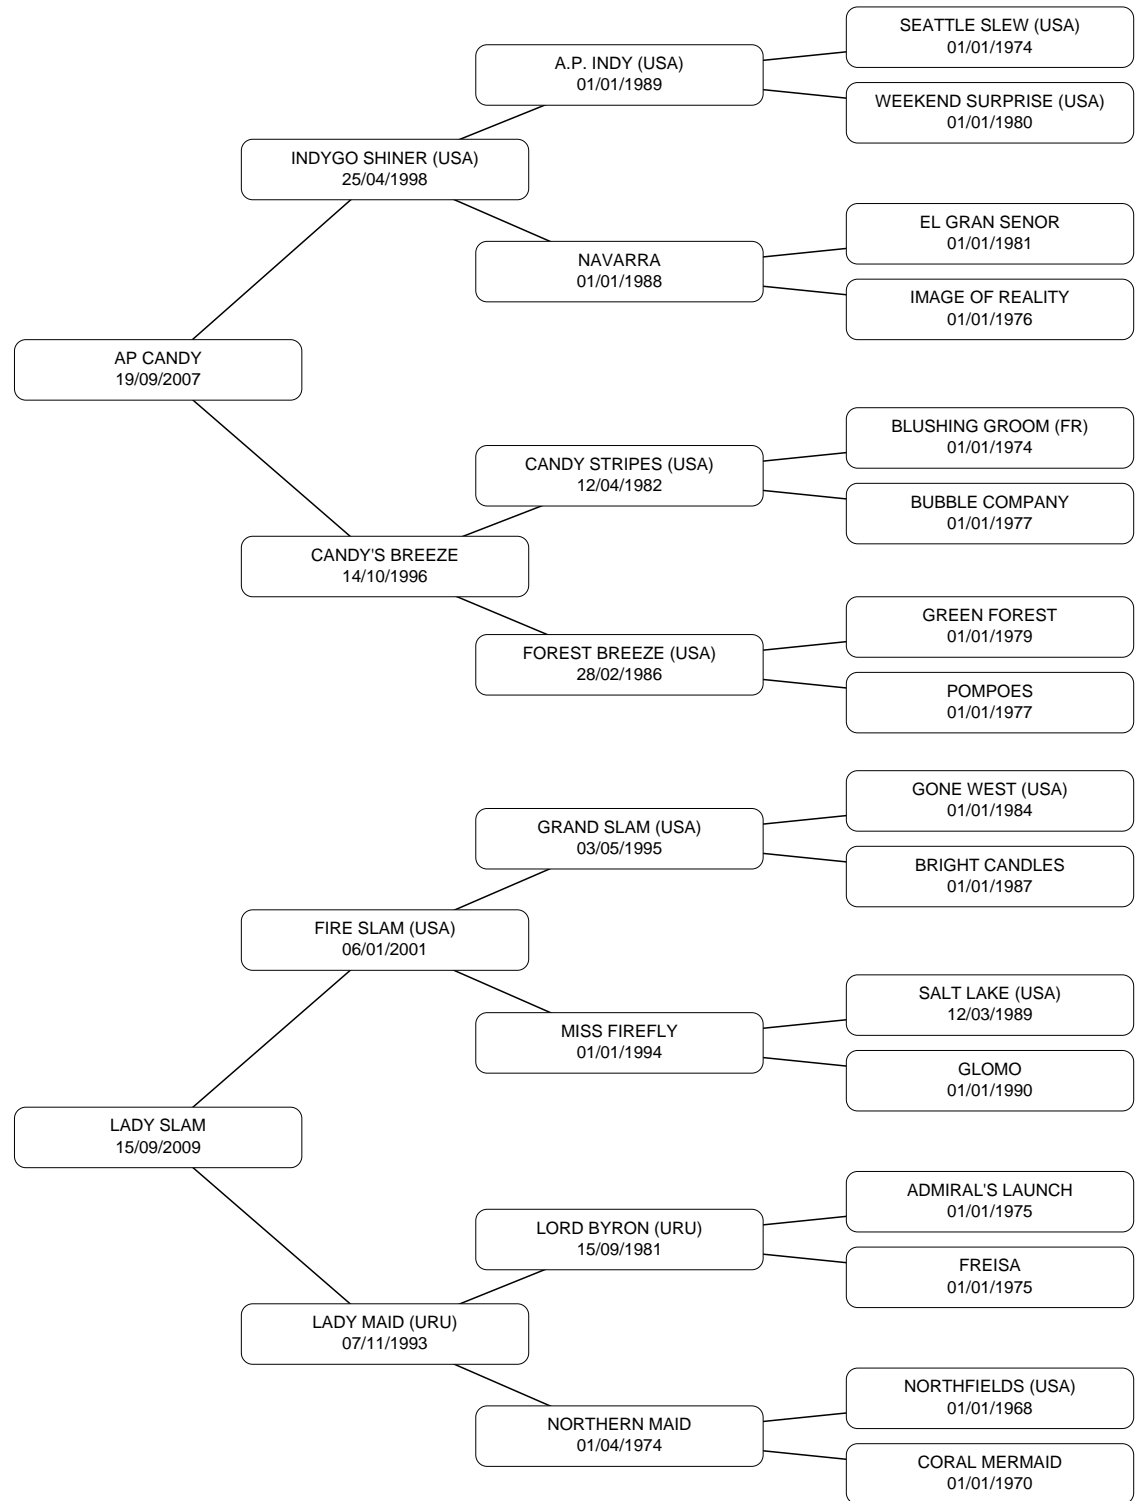 SEATTLE SLEW (USA)
01/01/1974
A.P. INDY (USA)
01/01/1989
WEEKEND SURPRISE (USA)
01/01/1980
INDYGO SHINER (USA)
25/04/1998
EL GRAN SENOR
01/01/1981
NAVARRA
01/01/1988
IMAGE OF REALITY
01/01/1976
AP CANDY
19/09/2007
BLUSHING GROOM (FR)
01/01/1974
CANDY STRIPES (USA)
12/04/1982
BUBBLE COMPANY
01/01/1977
CANDY'S BREEZE
14/10/1996
GREEN FOREST
01/01/1979
FOREST BREEZE (USA)
28/02/1986
POMPOES
01/01/1977
GONE WEST (USA)
01/01/1984
GRAND SLAM (USA)
03/05/1995
BRIGHT CANDLES
01/01/1987
FIRE SLAM (USA)
06/01/2001
SALT LAKE (USA)
12/03/1989
MISS FIREFLY
01/01/1994
GLOMO
01/01/1990
LADY SLAM
15/09/2009
ADMIRAL'S LAUNCH
01/01/1975
LORD BYRON (URU)
15/09/1981
FREISA
01/01/1975
LADY MAID (URU)
07/11/1993
NORTHFIELDS (USA)
01/01/1968
NORTHERN MAID
01/04/1974
CORAL MERMAID
01/01/1970